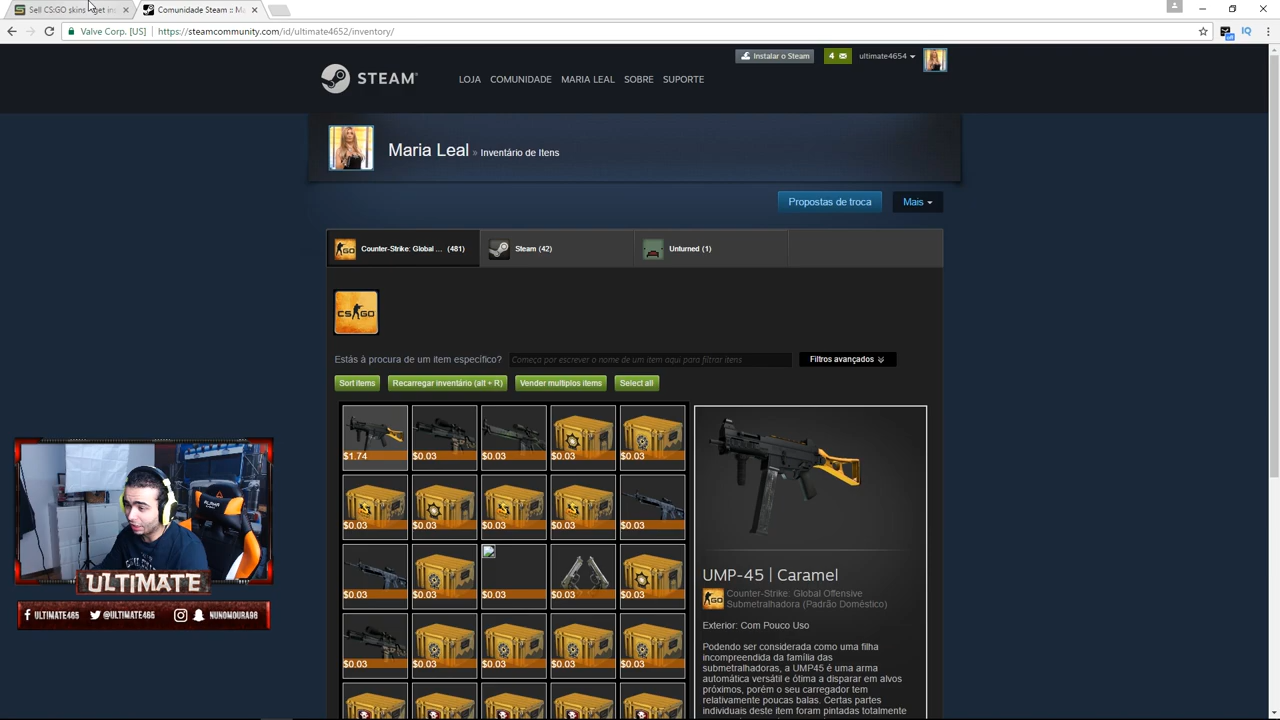 Sell CS:GO skins
Comunidade Steam :: Ma
Valve Corp. [US]
https://steamcommunity.com/id/ultimate4652/inventory/
Instalar o Steam
4
ultimate4654
STEAM
LOJA COMUNIDADE MARIA LEAL SOBRE SUPORTE
Maria Leal » Inventário de Itens
Propostas de troca
Mais
Counter-Strike: Global ... (481)
Steam (42)
Unturned (1)
CS GO
Estás à procura de um item específico?
Começa por escrever o nome de um item aqui para filtrar itens
Filtros avançados
Sort items
Recarregar inventário (alt + R)
Vender multiplos items
Select all
$1.74 $0.03 $0.03 $0.03 $0.03
$0.03 $0.03 $0.03 $0.03 $0.03
$0.03 $0.03 $0.03 $0.03 $0.03
$0.03 $0.03 $0.03 $0.03 $0.03
UMP-45 | Caramel
Counter-Strike: Global Offensive
Submetralhadora (Padrão Doméstico)
Exterior: Com Pouco Uso
Podendo ser considerada como uma filha
incompreendida da família das
submetralhadoras, a UMP45 é uma arma
automática versátil e ótima a disparar em alvos
próximos, porém o seu carregador tem
relativamente poucas balas. Certas partes
individuais deste item foram pintadas totalmente
ULTIMATE
ULTIMATE465
@ULTIMATE466
NUNOMOURA98